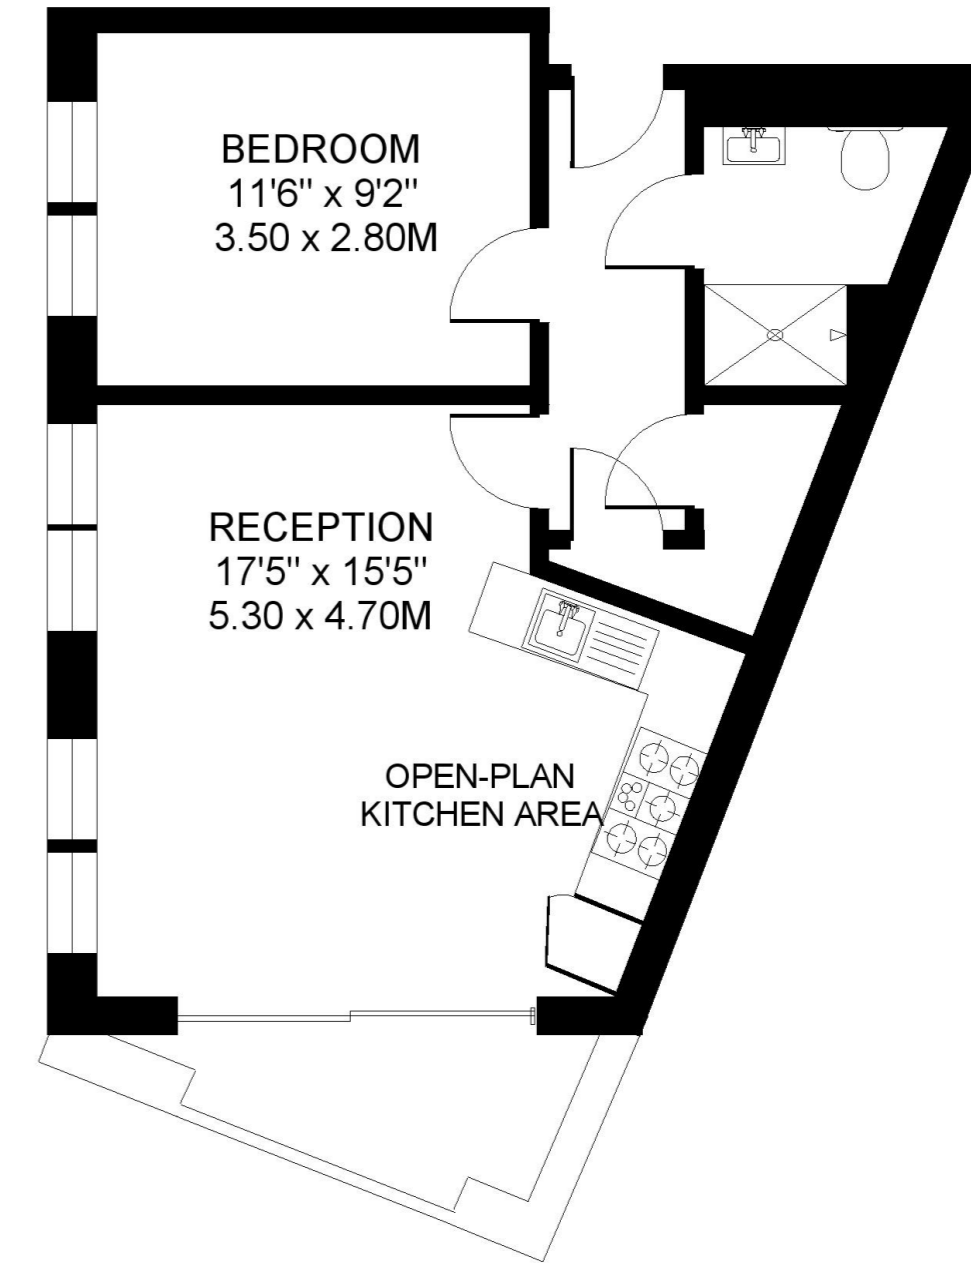 BEDROOM
11'6" x 9'2"
3.50 x 2.80M
RECEPTION
17'5" x 15'5"
5.30 x 4.70M
OPEN-PLAN
KITCHEN AREA